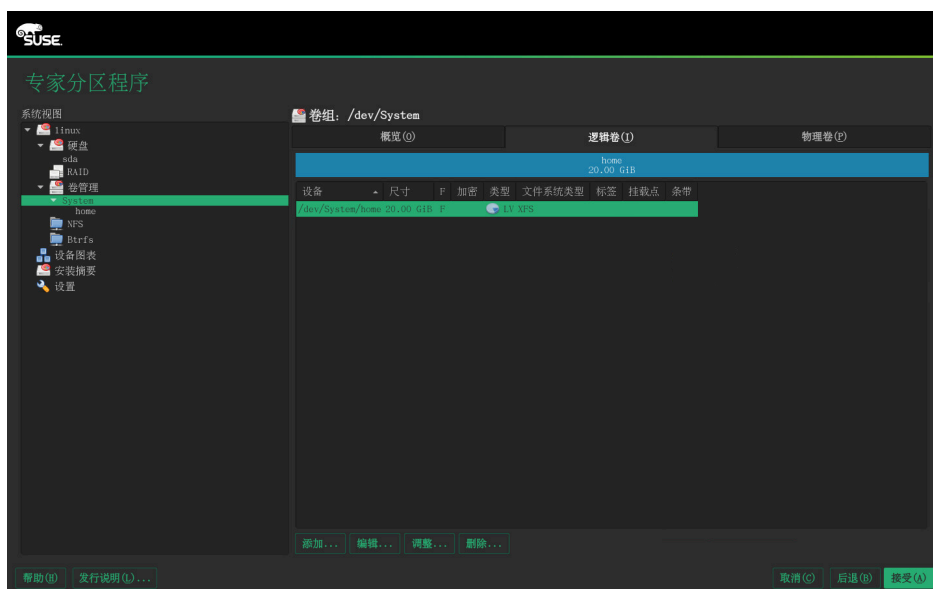 SUSE.
专家分区程序
系统视图
linux
硬盘
sda
RAID
卷管理
System
home
NFS
Btrfs
设备图表
安装摘要
设置
卷组：/dev/System
概览(O) 逻辑卷(I) 物理卷(P)
home
20.00 GiB
设备 尺寸 F 加密 类型 文件系统类型 标签 挂载点 条带
/dev/System/home 20.00 GiB F LV XFS
添加... 编辑... 调整... 删除...
帮助(H) 发行说明(L)... 取消(C) 后退(B) 接受(A)